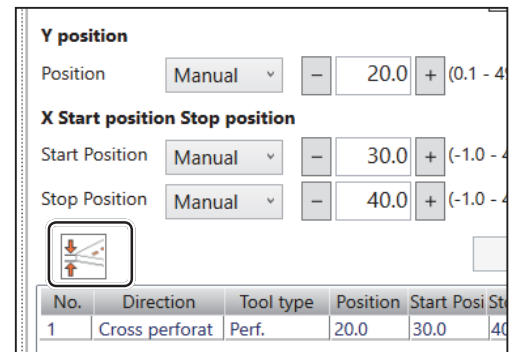 Y position
Position Manual − 20.0 + (0.1 - 4
X Start position Stop position
Start Position Manual − 30.0 + (-1.0 -
Stop Position Manual − 40.0 + (-1.0 -
No. Direction Tool type Position Start Posi Sto
1 Cross perforat Perf. 20.0 30.0 40